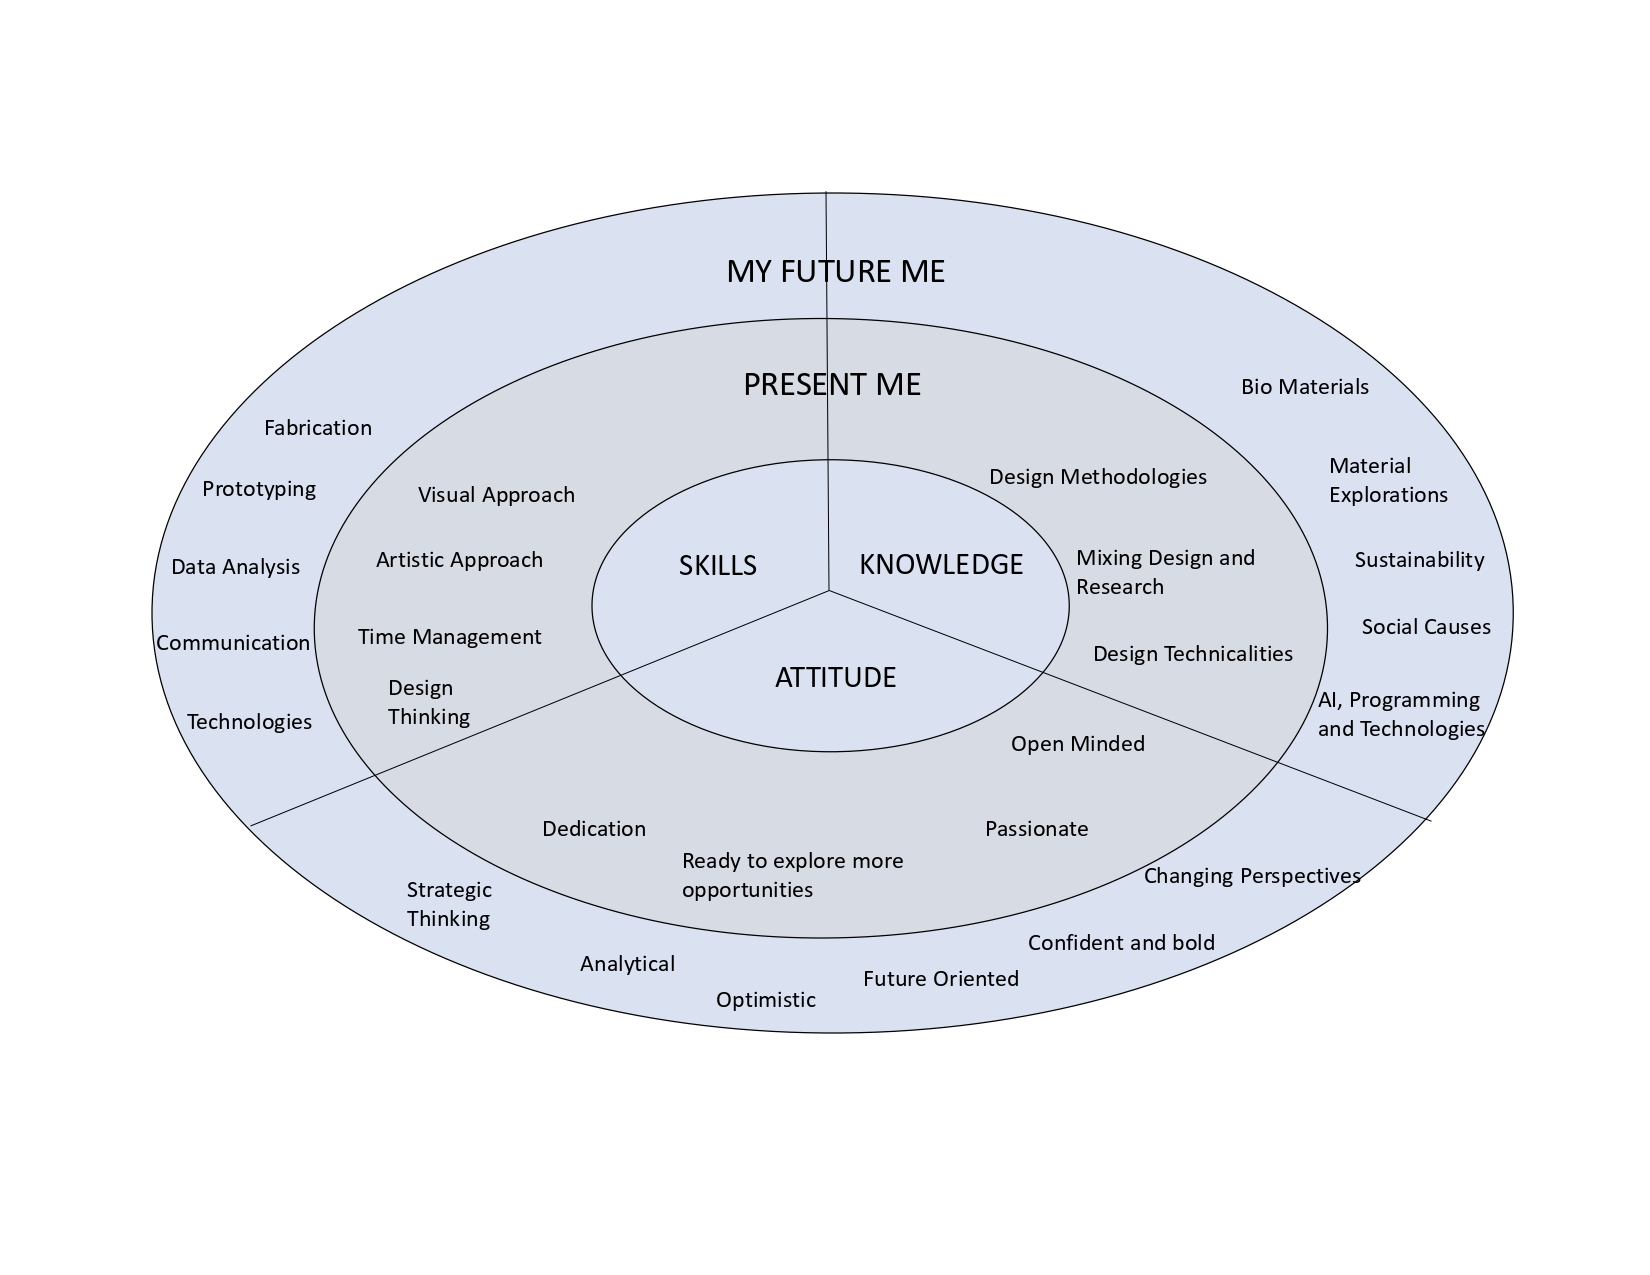 MY FUTURE ME
PRESENT ME
SKILLS
KNOWLEDGE
ATTITUDE
Fabrication
Prototyping
Data Analysis
Communication
Technologies
Visual Approach
Artistic Approach
Time Management
Design
Thinking
Design Methodologies
Mixing Design and
Research
Design Technicalities
Bio Materials
Material
Explorations
Sustainability
Social Causes
AI, Programming
and Technologies
Open Minded
Dedication
Passionate
Ready to explore more
opportunities
Changing Perspectives
Strategic
Thinking
Confident and bold
Analytical
Future Oriented
Optimistic